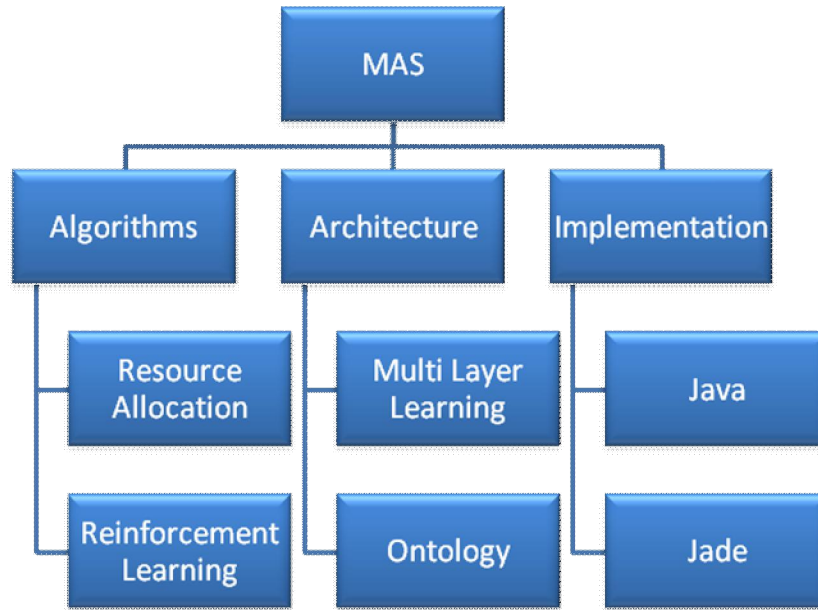 MAS
Algorithms
Architecture
Implementation
Resource
Allocation
Multi Layer
Learning
Java
Reinforcement
Learning
Ontology
Jade